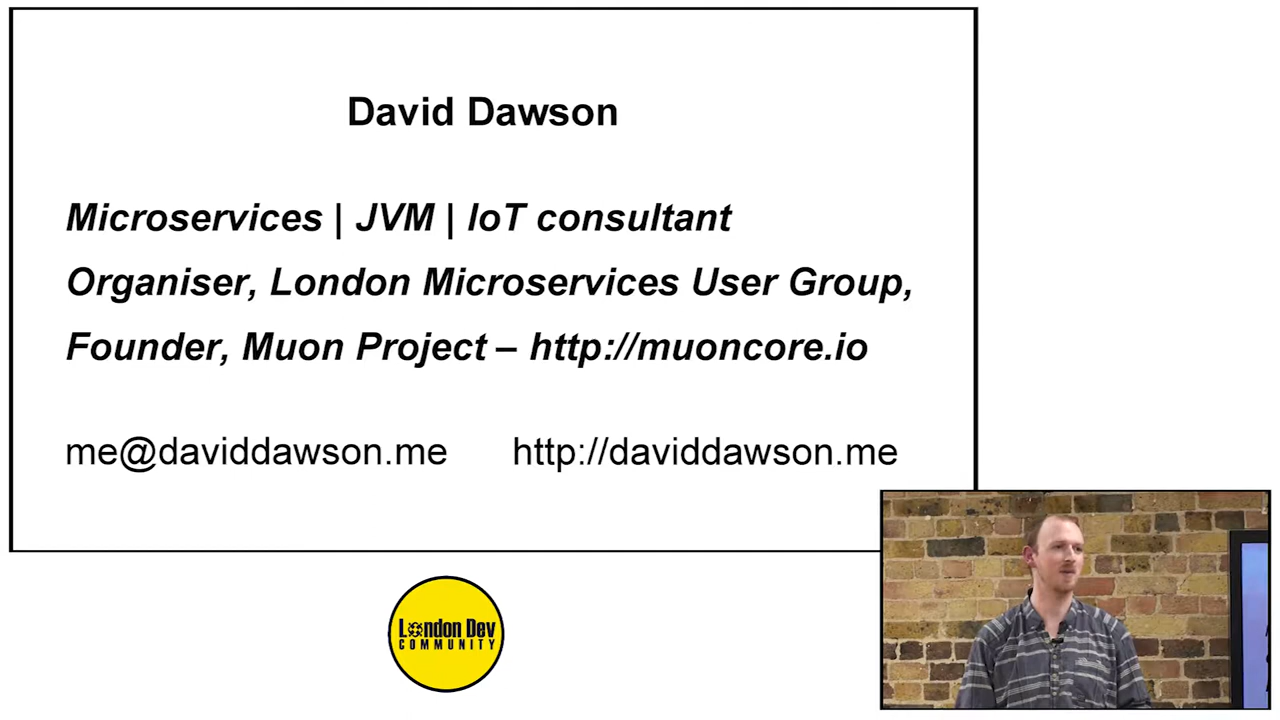 David Dawson
Microservices | JVM | IoT consultant
Organiser, London Microservices User Group,
Founder, Muon Project – http://muoncore.io
me@daviddawson.me http://daviddawson.me
London Dev
COMMUNITY